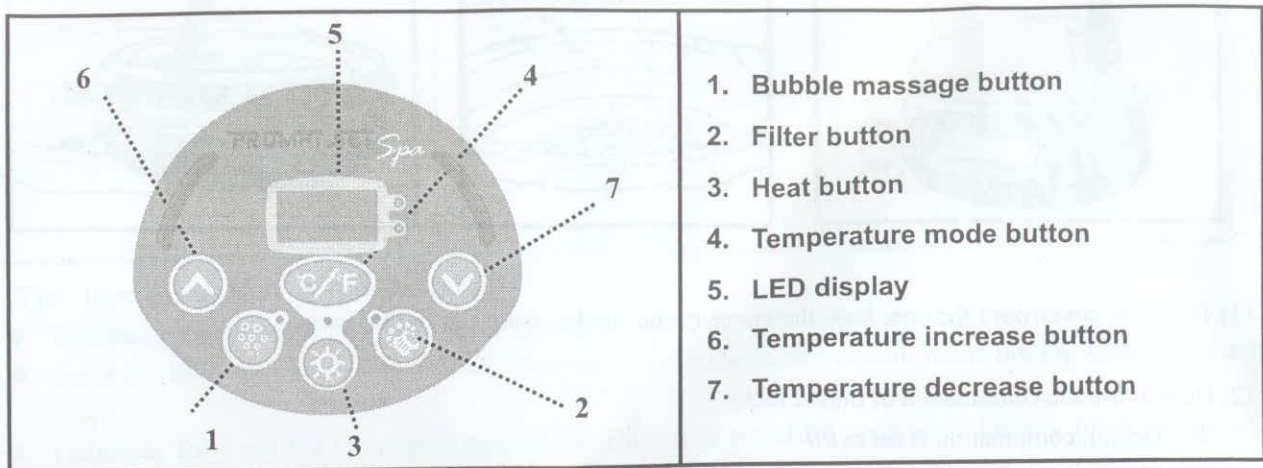 5
6
4
Spa
7
°C/°F
2
1
3
1. Bubble massage button
2. Filter button
3. Heat button
4. Temperature mode button
5. LED display
6. Temperature increase button
7. Temperature decrease button